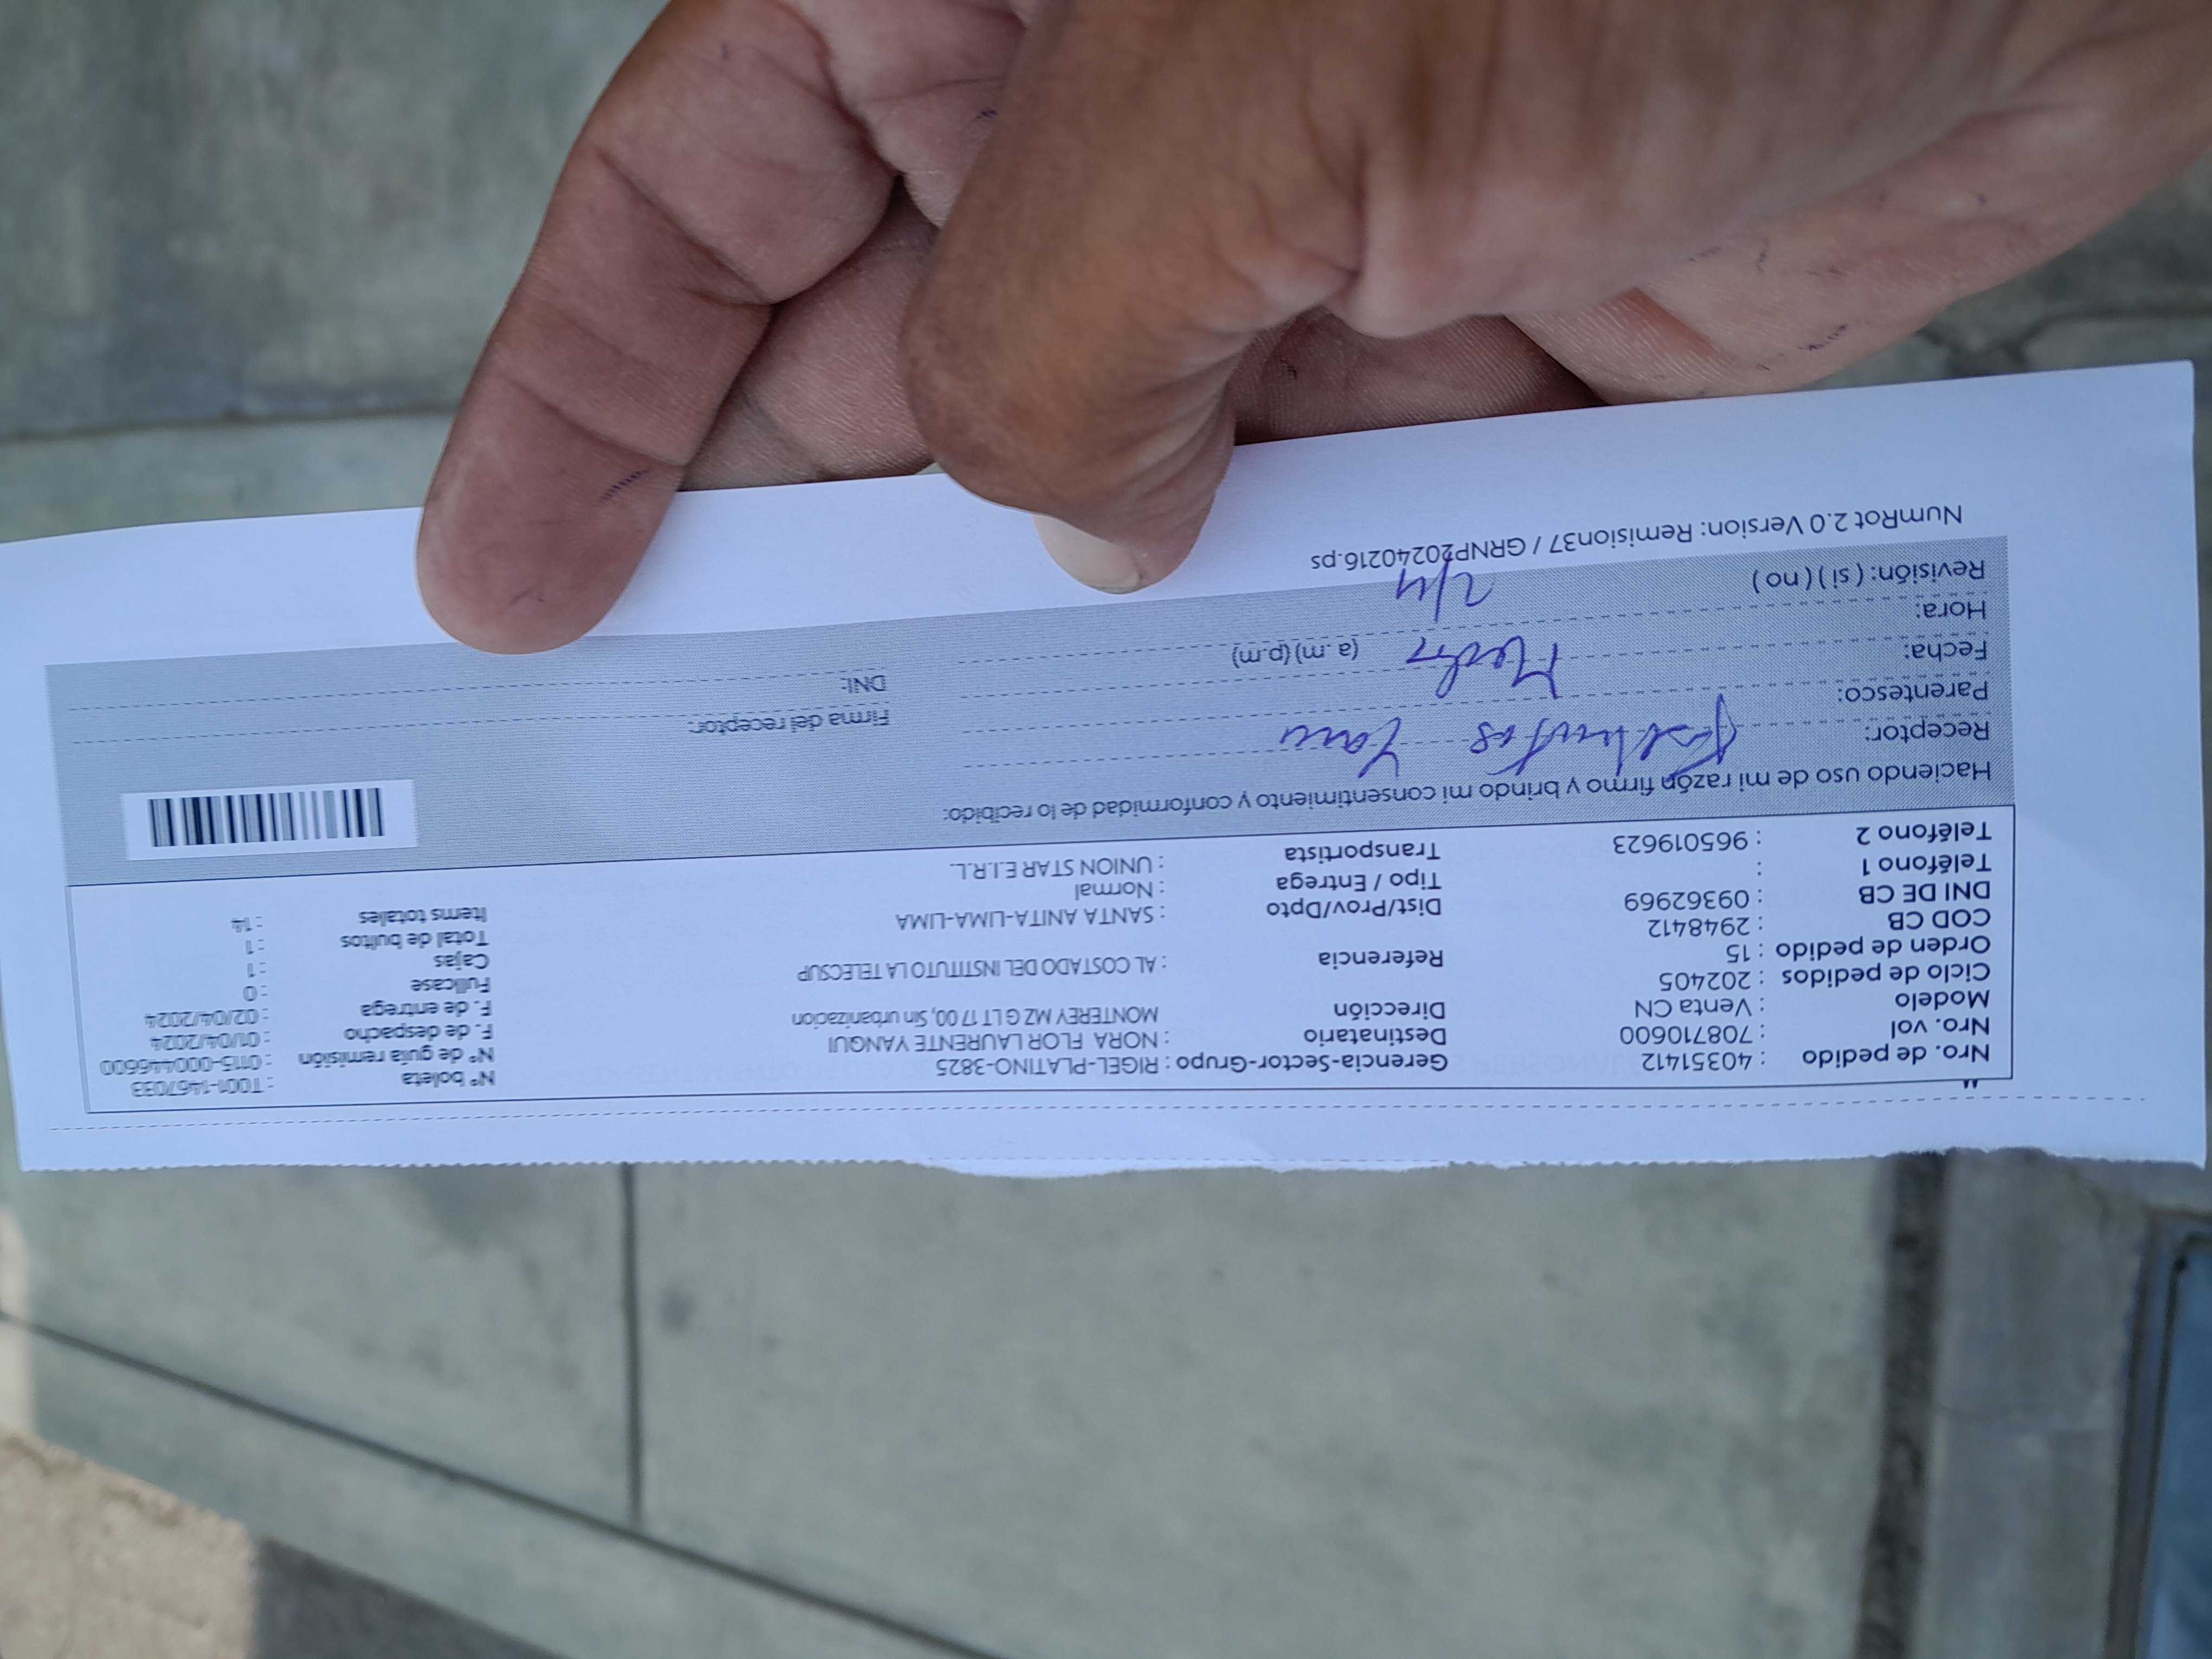 Nro. de pedido : 40351412 Gerencia-Sector-Grupo : RIGEL-PLATINO-3825 N° boleta : T001-1467033
Nro. vol : 708710600 Destinatario : NORA FLOR LAURENTE YANGUI N° de guía remisión : 0115-000446600
Modelo : Venta CN Dirección MONTEREY MZ G LT 17 00, Sin urbanizacion F. de despacho : 01/04/2024
Ciclo de pedidos : 202405 F. de entrega : 02/04/2024
Orden de pedido : 15 Referencia : AL COSTADO DEL INSTITUTO LA TELECSUP Fullcase : 0
COD CB : 2948412 Cajas : 1
DNI DE CB : 09362969 Dist/Prov/Dpto : SANTA ANITA-LIMA-LIMA Total de bultos : 1
Teléfono 1 : Tipo / Entrega : Normal Items totales : 14
Teléfono 2 : 965019623 Transportista : UNION STAR E.I.R.L.
Haciendo uso de mi razón firmo y brindo mi consentimiento y conformidad de lo recibido:
Receptor:
Parentesco: Firma del receptor:
Fecha: DNI:
Hora: (a.m) (p.m)
Revisión: ( si ) ( no ) 2/4
NumRot 2.0 Version: Remision37 / GRNP20240216.ps